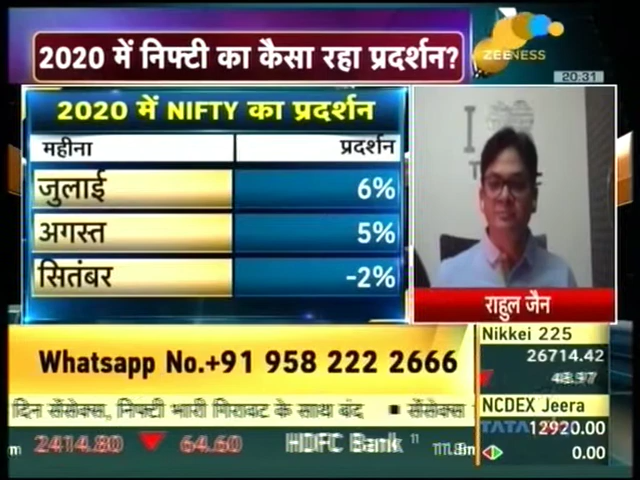 2020 में निफ्टी का कैसा रहा प्रदर्शन?
ZEE
NESS
20:31
2020 में NIFTY का प्रदर्शन
महीना प्रदर्शन
जुलाई 6%
अगस्त 5%
सितंबर -2%
राहुल जैन
Whatsapp No.+91 958 222 2666
Nikkei 225
26714.42
NCDEX Jeera
12920.00
0.00
दिन सेंसेक्स, निफ्टी भारी गिरावट के साथ बंद ■ सेंसेक्स
2414.80 64.60 HDFC Bank